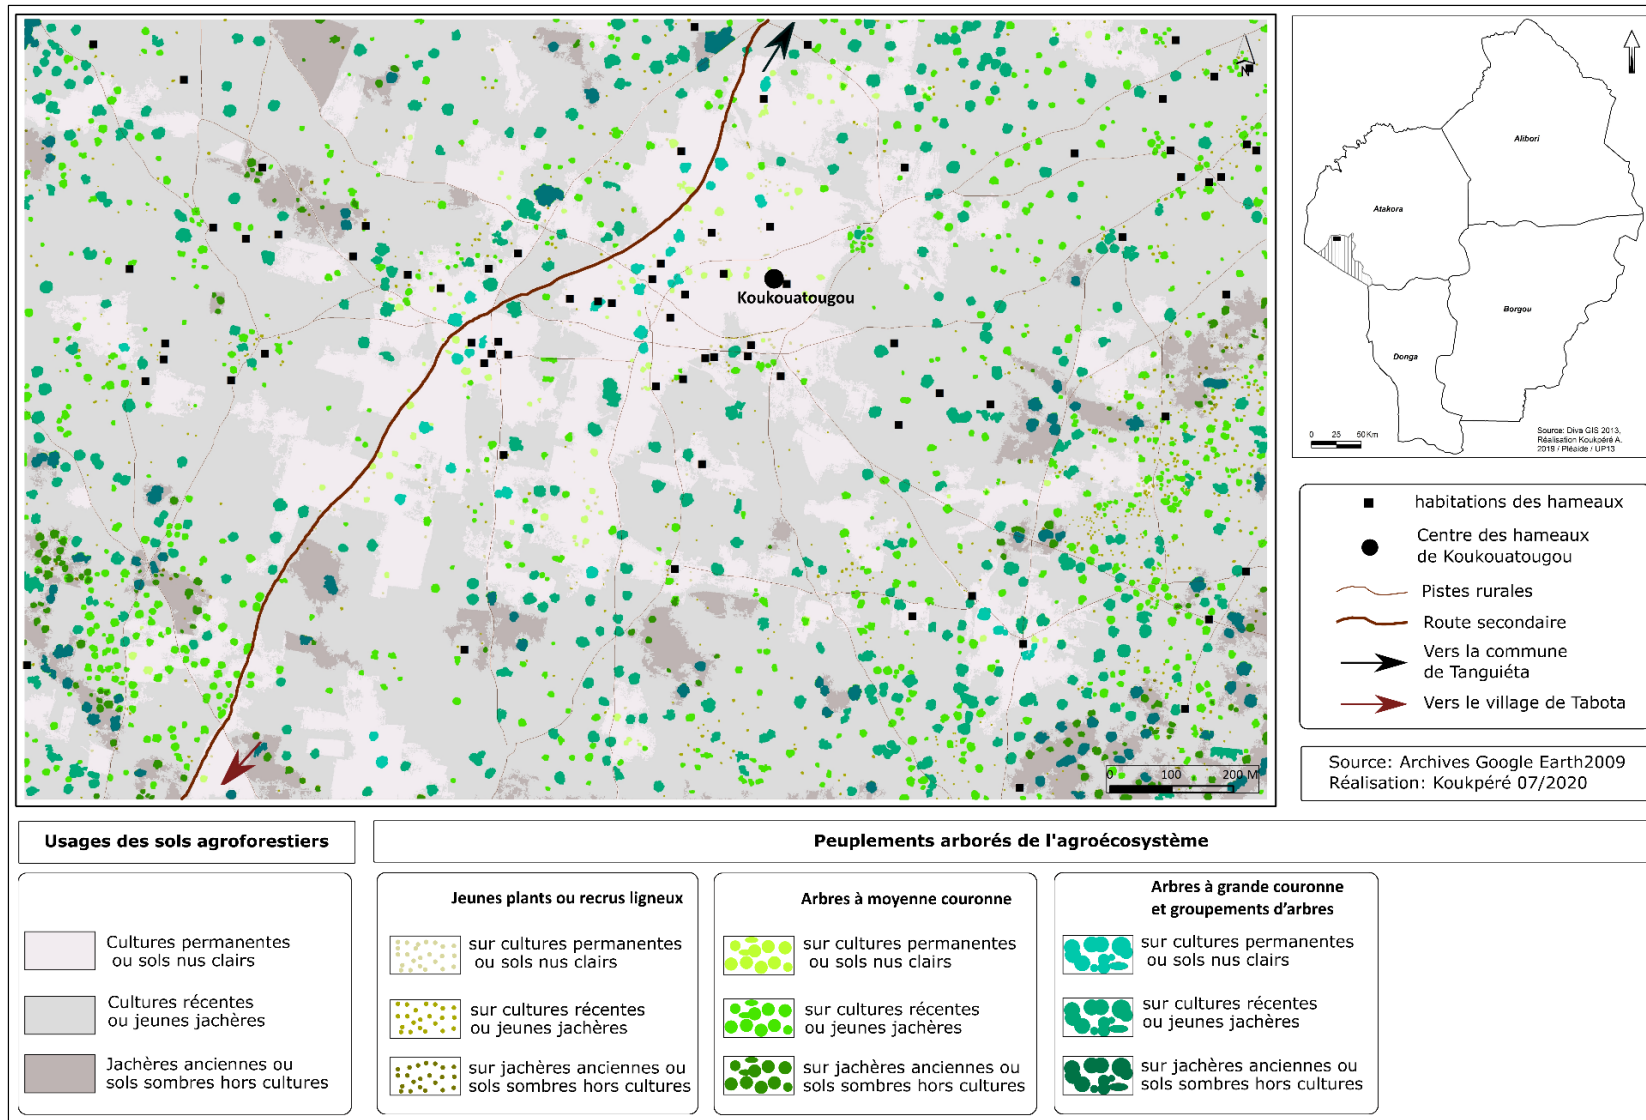 N
Koukouatougou
0 100 200 M
Alibori
Atakora
Borgou
Donga
0 25 50 Km
Source: Diva GIS 2013,
Réalisation Koukpéré A.
2019 / Pléaide / UP13
habitations des hameaux
Centre des hameaux
de Koukouatougou
Pistes rurales
Route secondaire
Vers la commune
de Tanguiéta
Vers le village de Tabota
Source: Archives Google Earth2009
Réalisation: Koukpéré 07/2020
Usages des sols agroforestiers
Cultures permanentes
ou sols nus clairs
Cultures récentes
ou jeunes jachères
Jachères anciennes ou
sols sombres hors cultures
Peuplements arborés de l'agroécosystème
Jeunes plants ou recrus ligneux
sur cultures permanentes
ou sols nus clairs
sur cultures récentes
ou jeunes jachères
sur jachères anciennes ou
sols sombres hors cultures
Arbres à moyenne couronne
sur cultures permanentes
ou sols nus clairs
sur cultures récentes
ou jeunes jachères
sur jachères anciennes ou
sols sombres hors cultures
Arbres à grande couronne
et groupements d'arbres
sur cultures permanentes
ou sols nus clairs
sur cultures récentes
ou jeunes jachères
sur jachères anciennes ou
sols sombres hors cultures